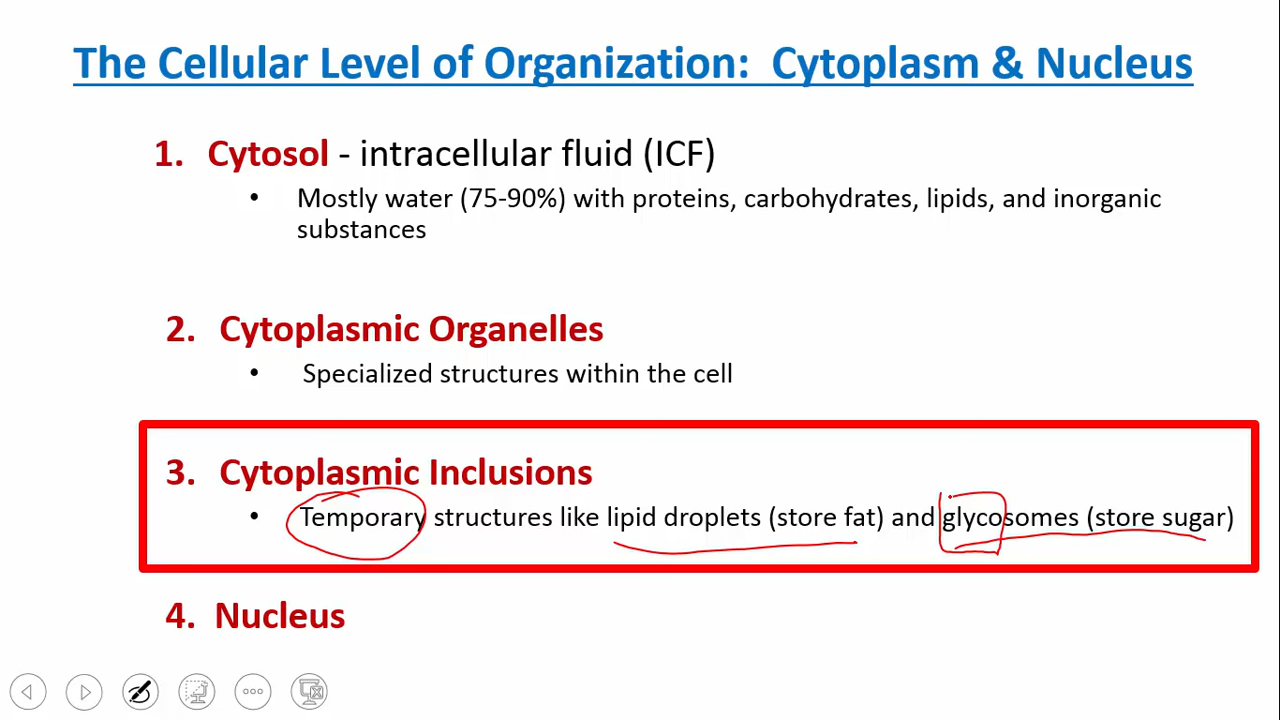 The Cellular Level of Organization:  Cytoplasm & Nucleus
1. Cytosol - intracellular fluid (ICF)
• Mostly water (75-90%) with proteins, carbohydrates, lipids, and inorganic
substances
2. Cytoplasmic Organelles
• Specialized structures within the cell
3. Cytoplasmic Inclusions
• Temporary structures like lipid droplets (store fat) and glycosomes (store sugar)
4. Nucleus